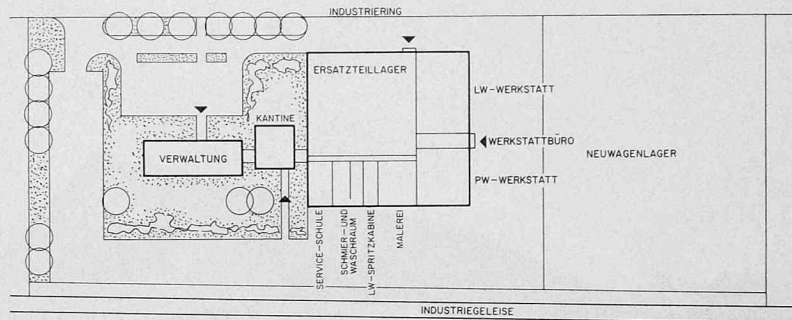 INDUSTRIERING
ERSATZTEILLAGER
LW–WERKSTATT
KANTINE
WERKSTATTBÜRO
VERWALTUNG
NEUWAGENLAGER
PW–WERKSTATT
SERVICE–SCHULE
SCHMIER–UND
WASCHRAUM
LW–SPRITZKABINE
MALEREI
INDUSTRIEGELEISE